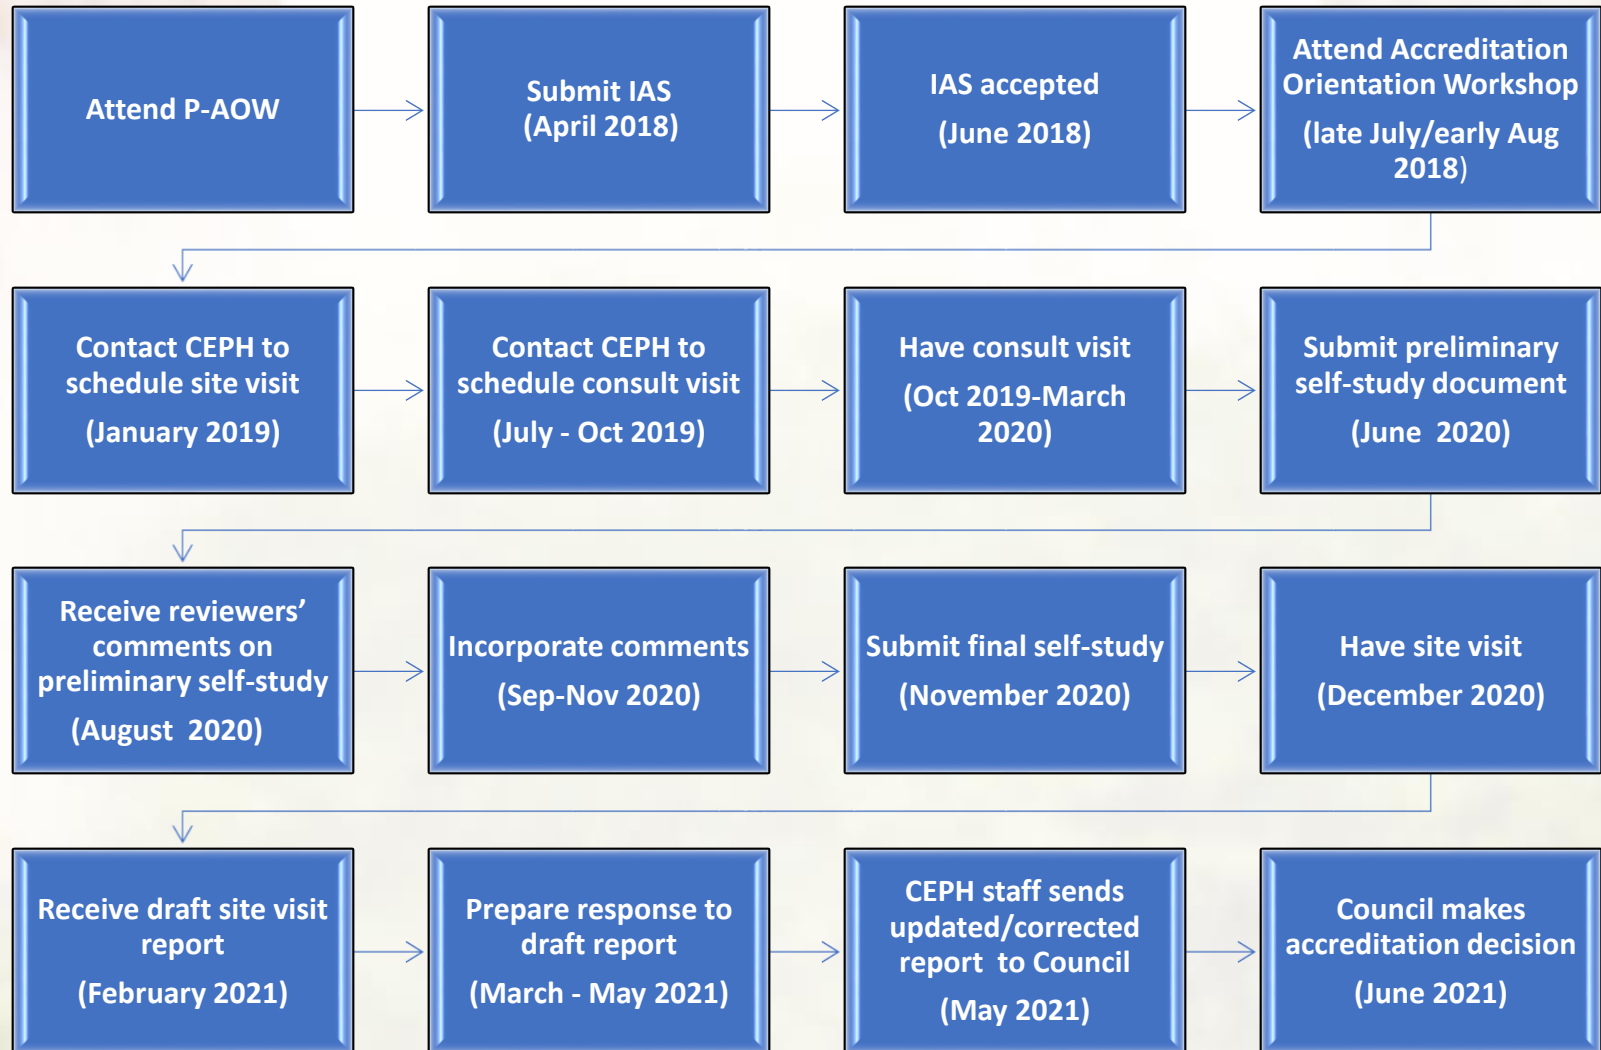 Attend P-AOW
Submit IAS
(April 2018)
IAS accepted
(June 2018)
Attend Accreditation
Orientation Workshop
(late July/early Aug
2018)
Contact CEPH to
schedule site visit
(January 2019)
Contact CEPH to
schedule consult visit
(July - Oct 2019)
Have consult visit
(Oct 2019-March
2020)
Submit preliminary
self-study document
(June  2020)
Receive reviewers’
comments on
preliminary self-study
(August  2020)
Incorporate comments
(Sep-Nov 2020)
Submit final self-study
(November 2020)
Have site visit
(December 2020)
Receive draft site visit
report
(February 2021)
Prepare response to
draft report
(March - May 2021)
CEPH staff sends
updated/corrected
report  to Council
(May 2021)
Council makes
accreditation decision
(June 2021)